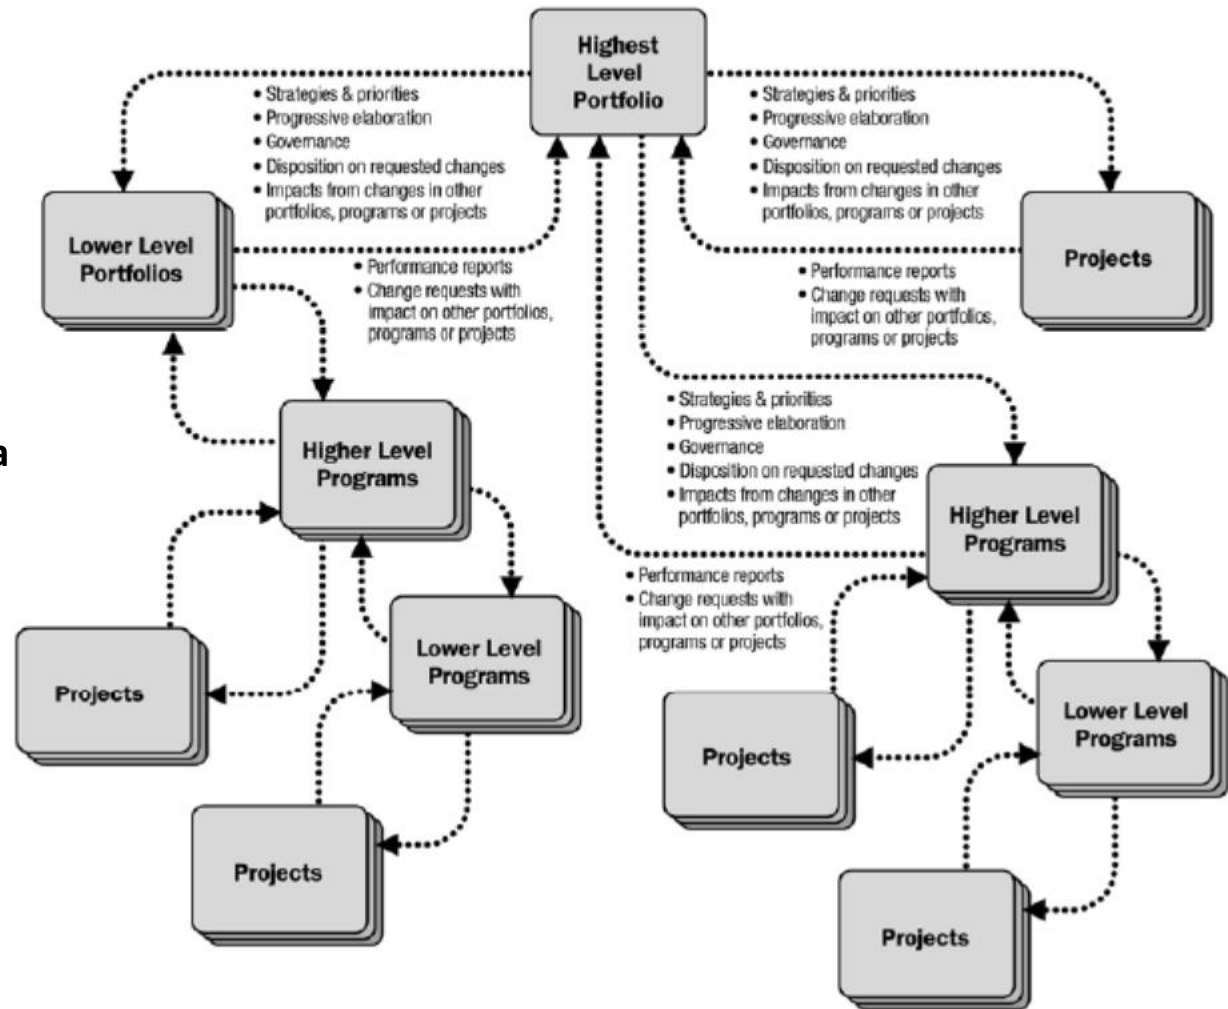 Highest
Level
Portfolio
• Strategies & priorities
• Progressive elaboration
• Governance
• Disposition on requested changes
• Impacts from changes in other
portfolios, programs or projects
• Strategies & priorities
• Progressive elaboration
• Governance
• Disposition on requested changes
• Impacts from changes in other
portfolios, programs or projects
Lower Level
Portfolios
Projects
• Performance reports
• Change requests with
impact on other portfolios,
programs or projects
• Performance reports
• Change requests with
impact on other portfolios,
programs or projects
• Strategies & priorities
• Progressive elaboration
• Governance
• Disposition on requested changes
• Impacts from changes in other
portfolios, programs or projects
a
Higher Level
Programs
Higher Level
Programs
• Performance reports
• Change requests with
impact on other portfolios,
programs or projects
Lower Level
Programs
Projects
Lower Level
Programs
Projects
Projects
Projects